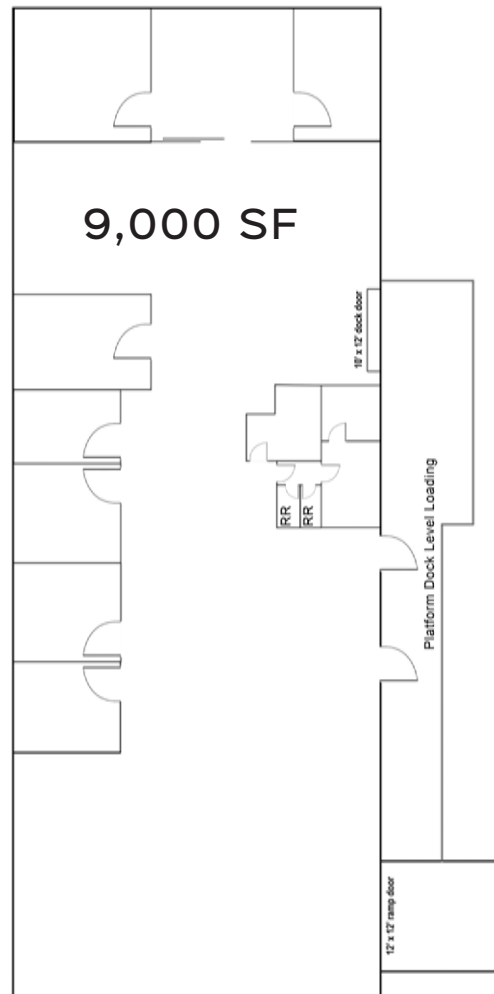 9,000 SF
10' x 12' dock door
Platform Dock Level Loading
RR
RR
12' x 12' ramp door